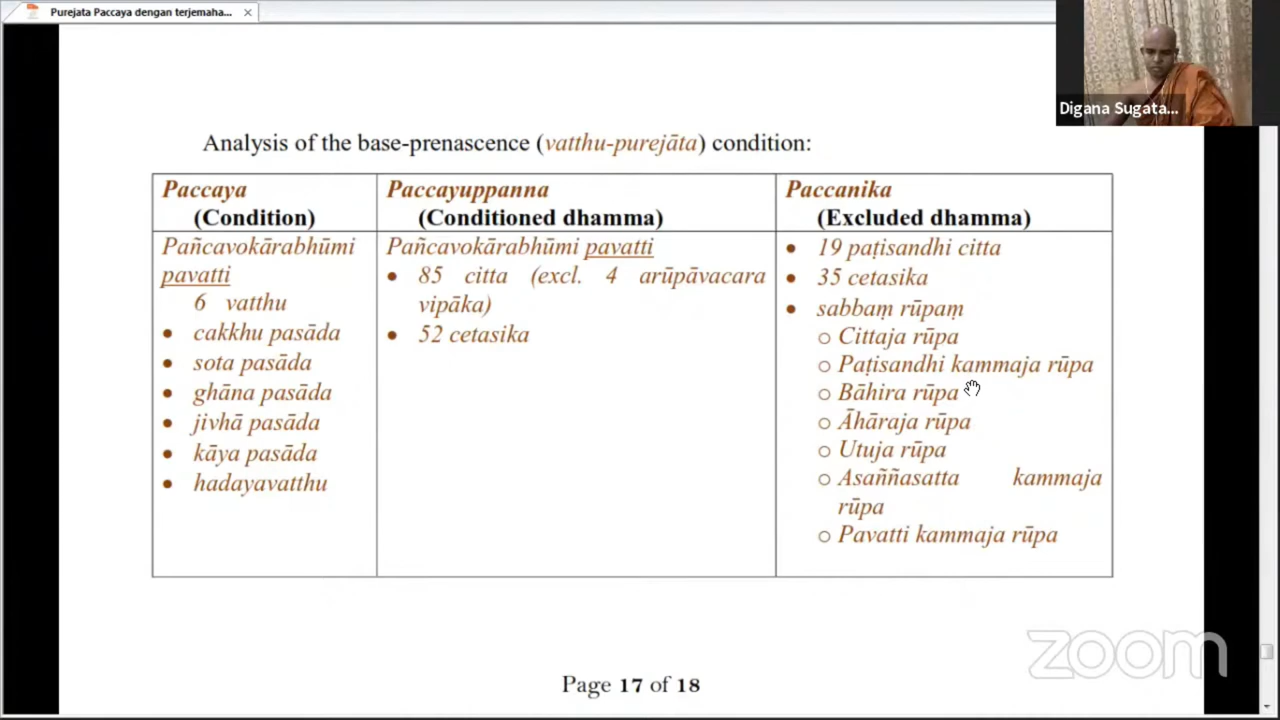 Purejata Paccaya dengan terjemaha...
Digana Sugata...
Analysis of the base-prenascence (vatthu-purejāta) condition:
Paccaya
(Condition)
Paccayuppanna
(Conditioned dhamma)
Paccanika
(Excluded dhamma)
Pañcavokārabhūmi
pavatti
6 vatthu
• cakkhu pasāda
• sota pasāda
• ghāna pasāda
• jivhā pasāda
• kāya pasāda
• hadayavatthu
Pañcavokārabhūmi pavatti
• 85 citta (excl. 4 arūpāvacara
vipāka)
• 52 cetasika
• 19 paṭisandhi citta
• 35 cetasika
• sabbaṃ rūpaṃ
o Cittaja rūpa
o Paṭisandhi kammaja rūpa
o Bāhira rūpa
o Āhāraja rūpa
o Utuja rūpa
o Asaññasatta kammaja
rūpa
o Pavatti kammaja rūpa
zoom
Page 17 of 18